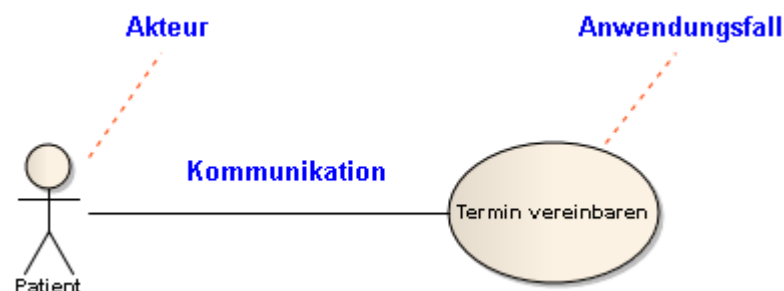 Akteur
Anwendungsfall
Kommunikation
Termin vereinbaren
Patient